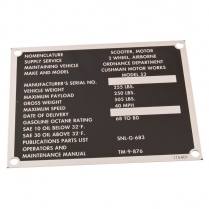 NOMENCLATURE SCOOTER, MOTOR
SUPPLY SERVICE 2 WHEEL, AIRBORNE
MAINTAINING VEHICLE ORDNANCE DEPARTMENT
MAKE AND MODEL CUSHMAN MOTOR WORKS
MODEL 53
MANUFACTURER'S SERIAL NO.
VEHICLE WEIGHT 255 LBS.
MAXIMUM PAYLOAD 250 LBS.
GROSS WEIGHT 505 LBS.
MAXIMUM SPEED 40 MPH
DATE OF DELIVERY
GASOLINE OCTANE RATING 68 TO 80
SAE 10 OIL BELOW 32°F.
SAE 30 OIL ABOVE 32°F.
PUBLICATIONS PARTS LIST SNL-G-683
OPERATORS AND
MAINTENANCE MANUAL TM-9-876